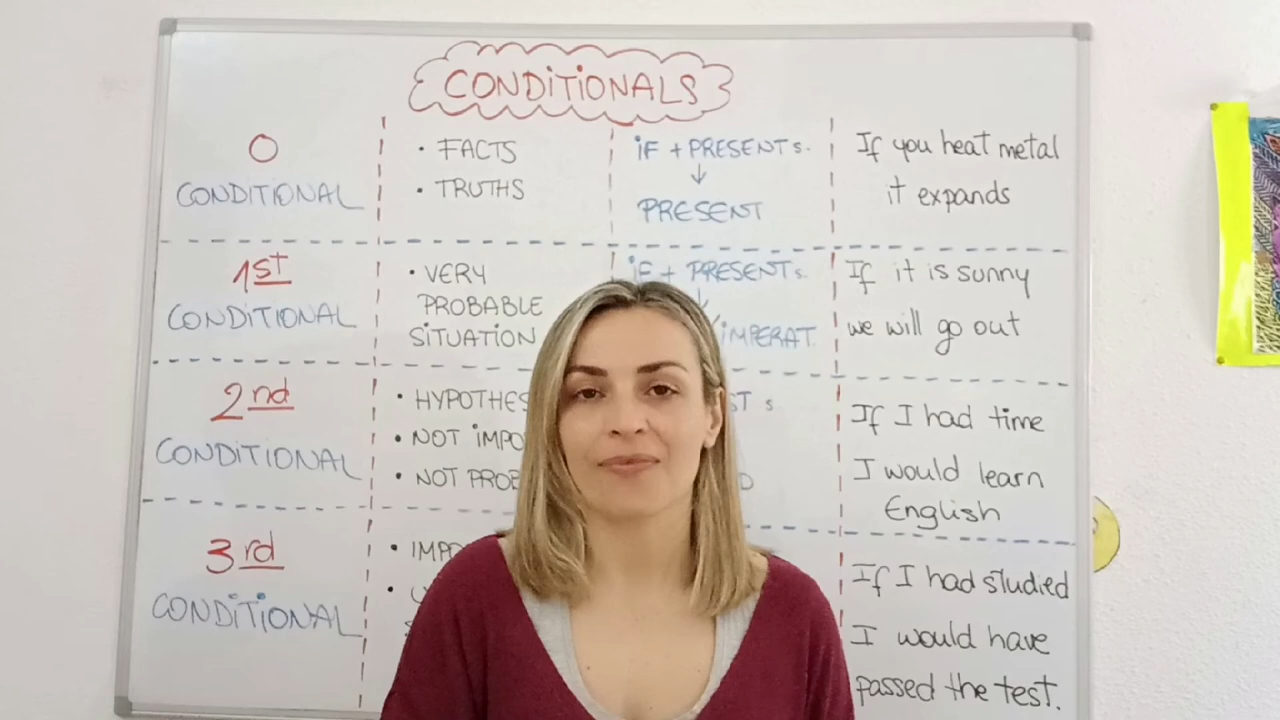 CONDITIONALS
0
CONDITIONAL
• FACTS
• TRUTHS
IF + PRESENT s.
↓
PRESENT
If you heat metal
it expands
1st
CONDITIONAL
• VERY
PROBABLE
SITUATION
IF + PRESENT s.
IMPERAT.
If it is sunny
we will go out
2nd
CONDITIONAL
• NOT
• NOT
s
If I had time
I would learn
English
3rd
CONDITIONAL
If I had studied
I would have
passed the test.